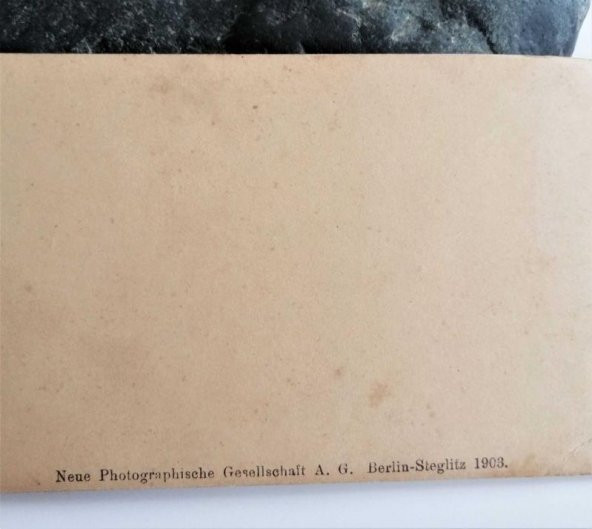 Neue Photographische Gesellschaft A. G. Berlin-Steglitz 1903.